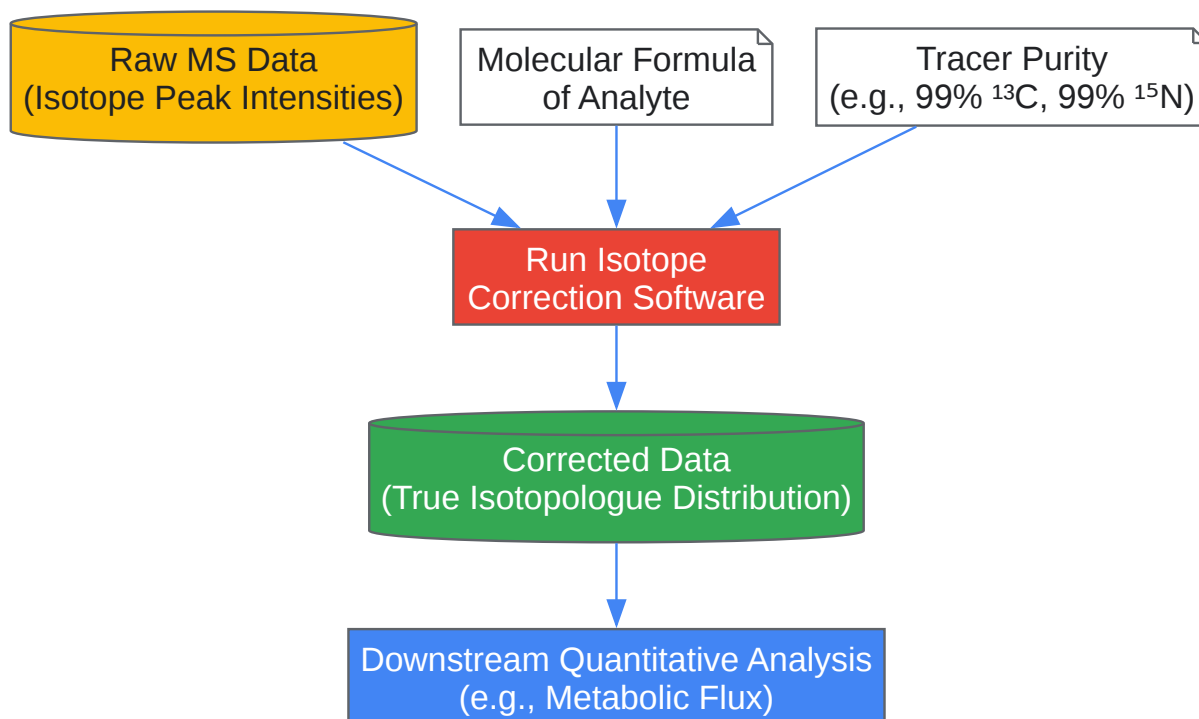 Raw MS Data
(Isotope Peak Intensities)
Molecular Formula
of Analyte
Tracer Purity
(e.g., 99% ¹³C, 99% ¹⁵N)
Run Isotope
Correction Software
Corrected Data
(True Isotopologue Distribution)
Downstream Quantitative Analysis
(e.g., Metabolic Flux)